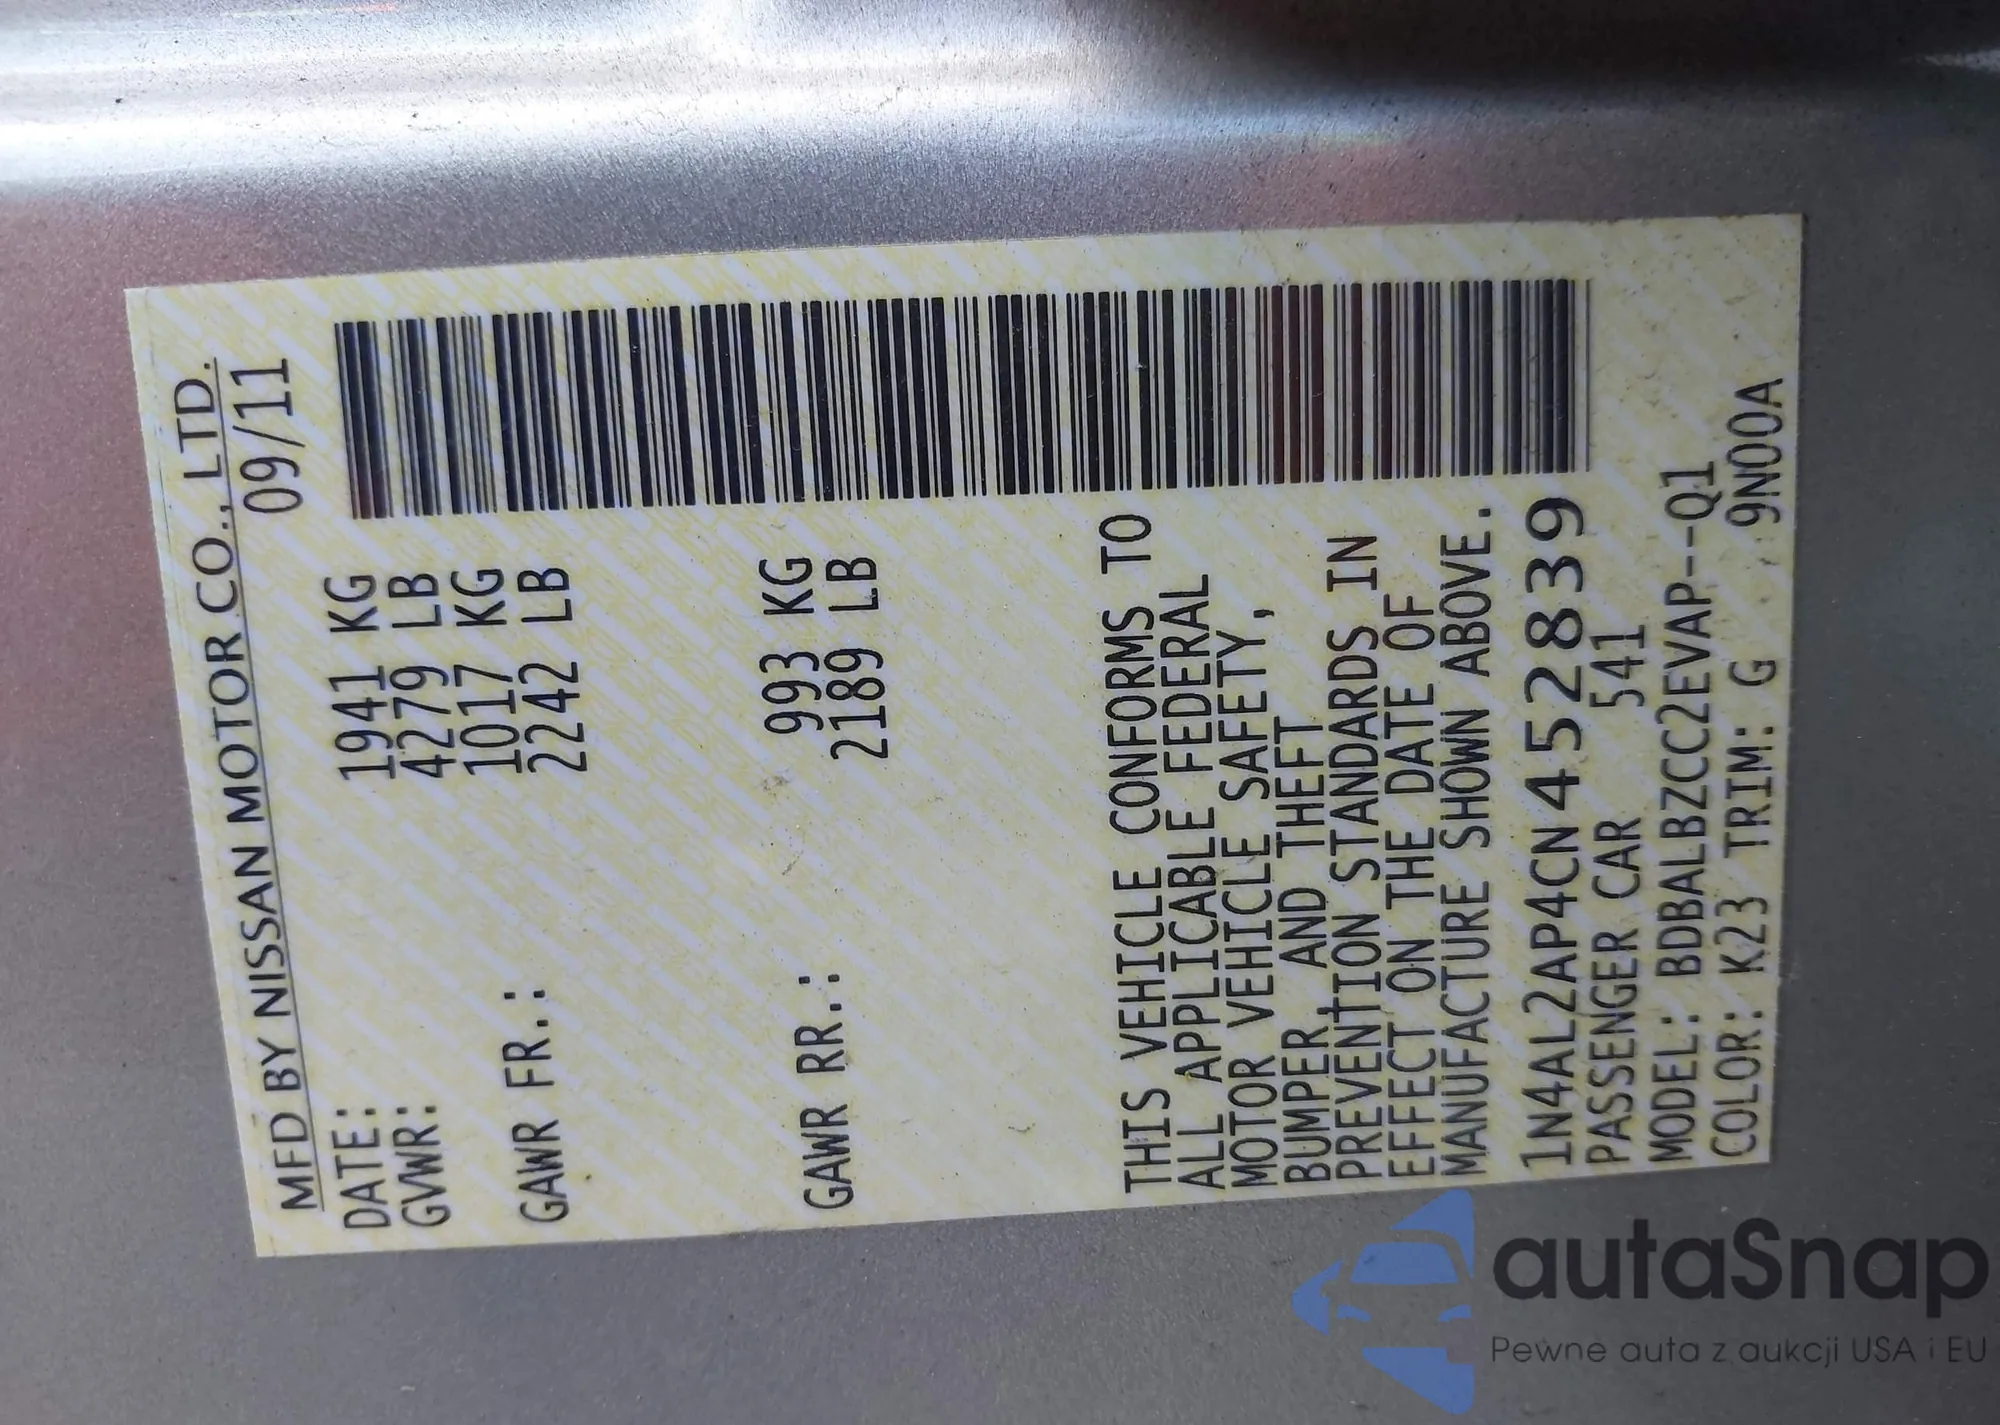 MFD BY NISSAN MOTOR CO., LTD.
DATE: 09/11
GVWR: 1941 KG
4279 LB
GAWR FR.: 1017 KG
2242 LB
GAWR RR.: 993 KG
2189 LB
THIS VEHICLE CONFORMS TO
ALL APPLICABLE FEDERAL
MOTOR VEHICLE SAFETY,
BUMPER, AND THEFT
PREVENTION STANDARDS IN
EFFECT ON THE DATE OF
MANUFACTURE SHOWN ABOVE.
1N4AL2AP4CN452839
PASSENGER CAR 541
MODEL: BDBALBZCC2EVAP--Q1
COLOR: K23 TRIM: G 9N00A
autaSnap
Pewne auta z aukcji USA i EU